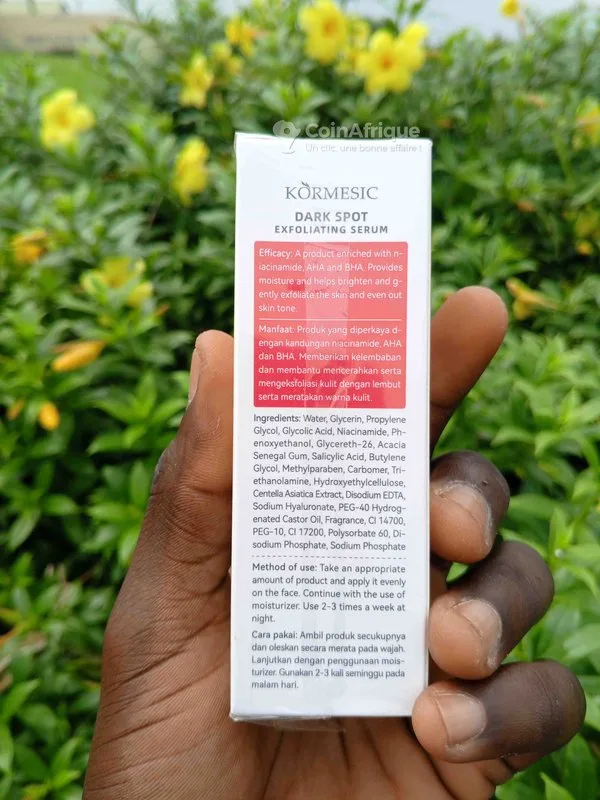 CoinAfrique
Un clic, une bonne affaire !
KORMESIC
DARK SPOT
EXFOLIATING SERUM
Efficacy: A product enriched with n-
iacinamide, AHA and BHA. Provides
moisture and helps brighten and g-
ently exfoliate the skin and even out
skin tone.
Manfaat: Produk yang diperkaya d-
engan kandungan niacinamide, AHA
dan BHA. Memberikan kelembaban
dan membantu mencerahkan serta
mengeksfoliasi kulit dengan lembut
serta meratakan warna kulit.
Ingredients: Water, Glycerin, Propylene
Glycol, Glycolic Acid, Niacinamide, Ph-
enoxyethanol, Glycereth-26, Acacia
Senegal Gum, Salicylic Acid, Butylene
Glycol, Methylparaben, Carbomer, Tri-
ethanolamine, Hydroxyethylcellulose,
Centella Asiatica Extract, Disodium EDTA,
Sodium Hyaluronate, PEG-40 Hydrog-
enated Castor Oil, Fragrance, CI 14700,
PEG-10, CI 17200, Polysorbate 60, Di-
sodium Phosphate, Sodium Phosphate
Method of use: Take an appropriate
amount of product and apply it evenly
on the face. Continue with the use of
moisturizer. Use 2-3 times a week at
night.
Cara pakai: Ambil produk secukupnya
dan oleskan secara merata pada wajah.
Lanjutkan dengan penggunaan mois-
turizer. Gunakan 2-3 kali seminggu pada
malam hari.